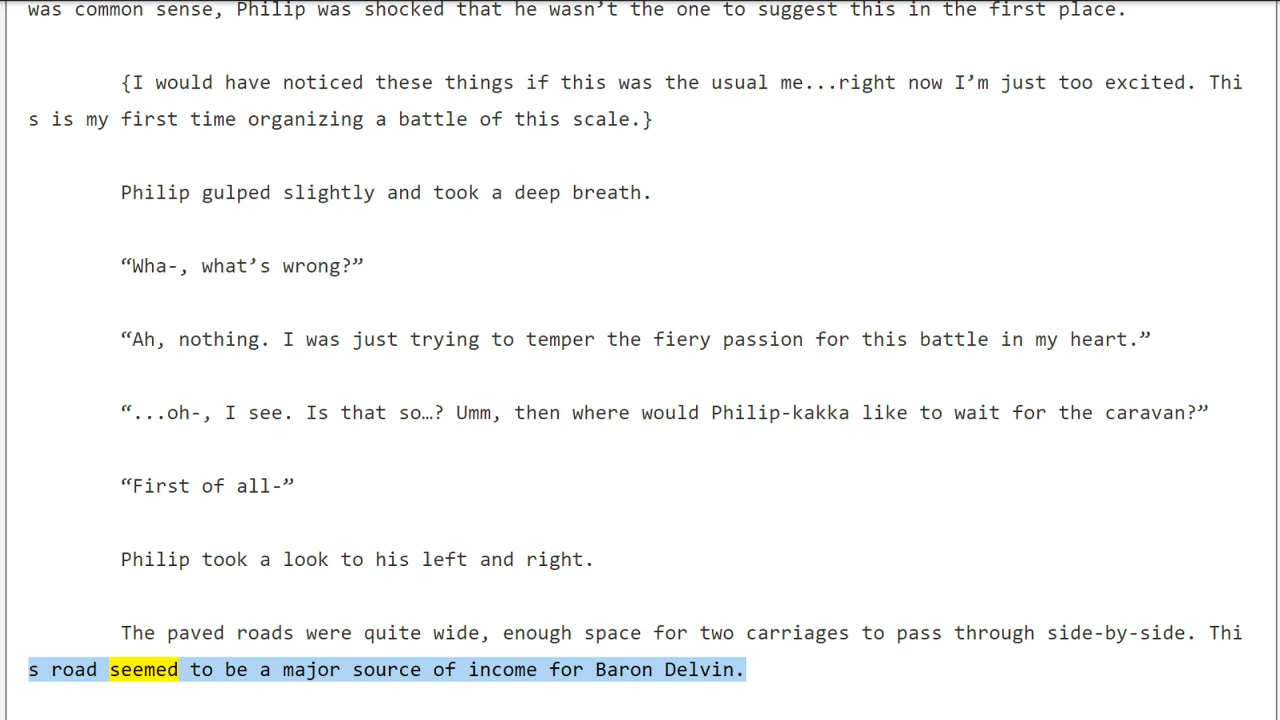 was common sense, Philip was shocked that he wasn’t the one to suggest this in the first place.
{I would have noticed these things if this was the usual me...right now I’m just too excited. Thi
s is my first time organizing a battle of this scale.}
Philip gulped slightly and took a deep breath.
“Wha-, what’s wrong?”
“Ah, nothing. I was just trying to temper the fiery passion for this battle in my heart.”
“...oh-, I see. Is that so…? Umm, then where would Philip-kakka like to wait for the caravan?”
“First of all-”
Philip took a look to his left and right.
The paved roads were quite wide, enough space for two carriages to pass through side-by-side. Thi
s road seemed to be a major source of income for Baron Delvin.